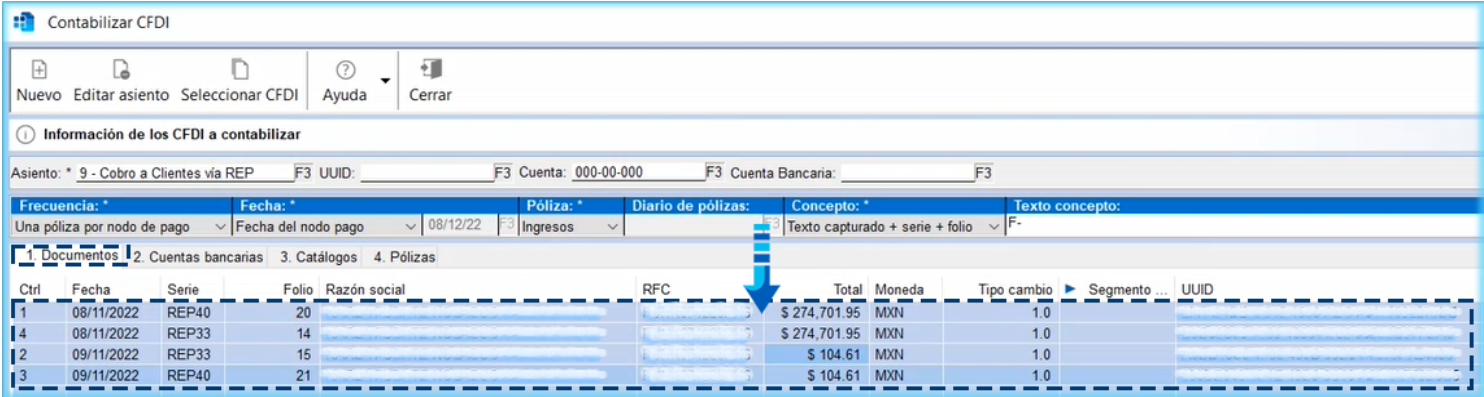 Contabilizar CFDI
Nuevo Editar asiento Seleccionar CFDI Ayuda Cerrar
Información de los CFDI a contabilizar
Asiento: * 9 - Cobro a Clientes vía REP F3 UUID: F3 Cuenta: 000-00-000 F3 Cuenta Bancaria: F3
Frecuencia: * Fecha: * Póliza: * Diario de pólizas: Concepto: * Texto concepto:
Una póliza por nodo de pago Fecha del nodo pago 08/12/22 F3 Ingresos F3 Texto capturado + serie + folio F-
1. Documentos 2. Cuentas bancarias 3. Catálogos 4. Pólizas
Ctrl Fecha Serie Folio Razón social RFC Total Moneda Tipo cambio Segmento ... UUID
1 08/11/2022 REP40 20 $ 274,701.95 MXN 1.0
4 08/11/2022 REP33 14 $ 274,701.95 MXN 1.0
2 09/11/2022 REP33 15 $ 104.61 MXN 1.0
3 09/11/2022 REP40 21 $ 104.61 MXN 1.0